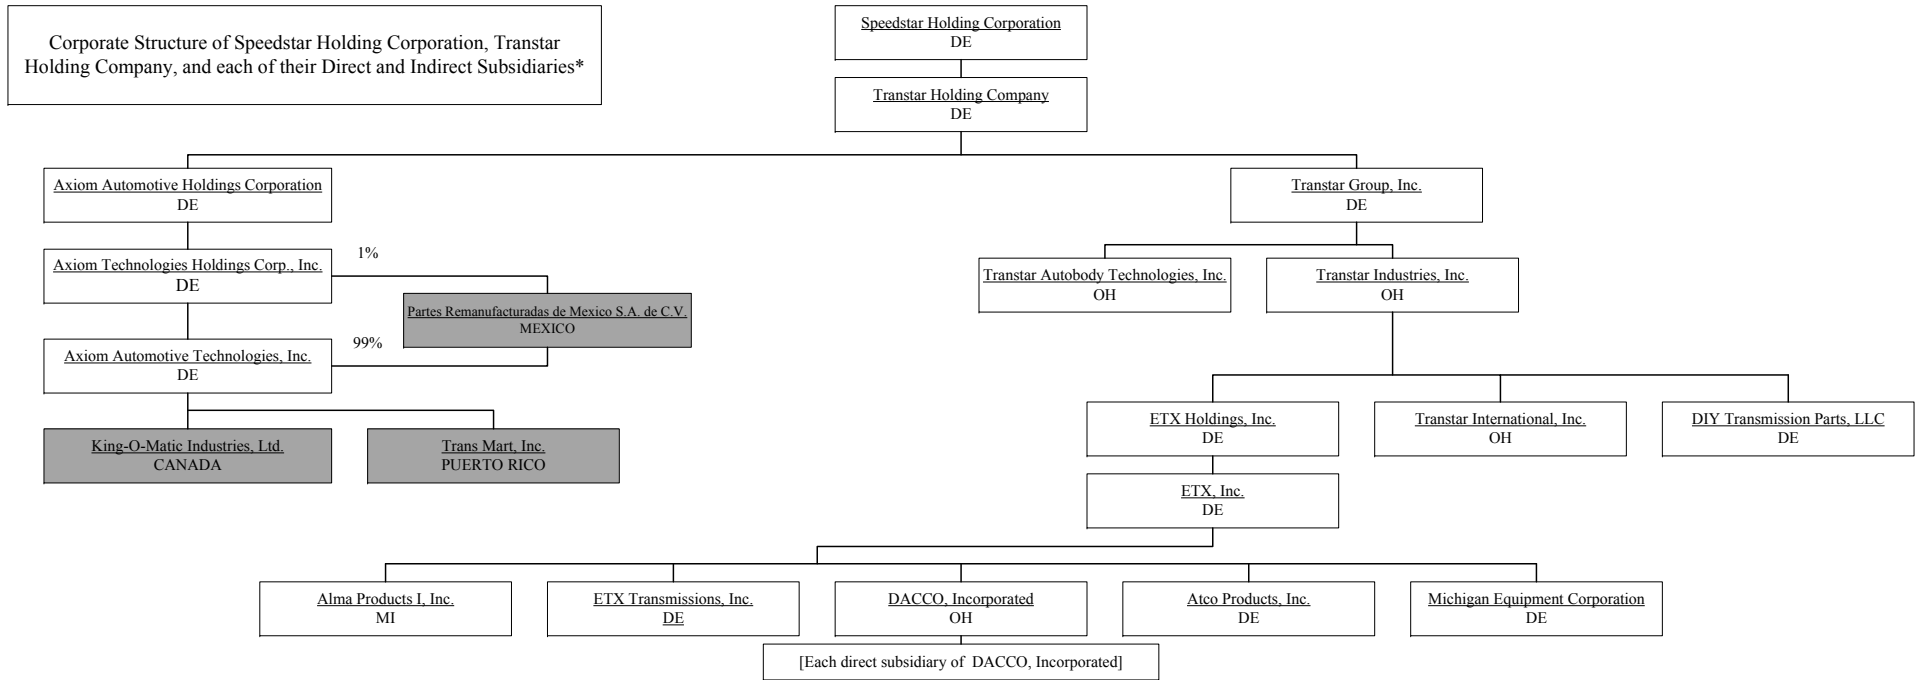 Corporate Structure of Speedstar Holding Corporation, Transtar
Holding Company, and each of their Direct and Indirect Subsidiaries*
Speedstar Holding Corporation
DE
Transtar Holding Company
DE
Axiom Automotive Holdings Corporation
DE
Transtar Group, Inc.
DE
Axiom Technologies Holdings Corp., Inc.
DE
1%
Partes Remanufacturadas de Mexico S.A. de C.V.
MEXICO
Transtar Autobody Technologies, Inc.
OH
Transtar Industries, Inc.
OH
Axiom Automotive Technologies, Inc.
DE
99%
King-O-Matic Industries, Ltd.
CANADA
Trans Mart, Inc.
PUERTO RICO
ETX Holdings, Inc.
DE
Transtar International, Inc.
OH
DIY Transmission Parts, LLC
DE
ETX, Inc.
DE
Alma Products I, Inc.
MI
ETX Transmissions, Inc.
DE
DACCO, Incorporated
OH
Atco Products, Inc.
DE
Michigan Equipment Corporation
DE
[Each direct subsidiary of DACCO, Incorporated]